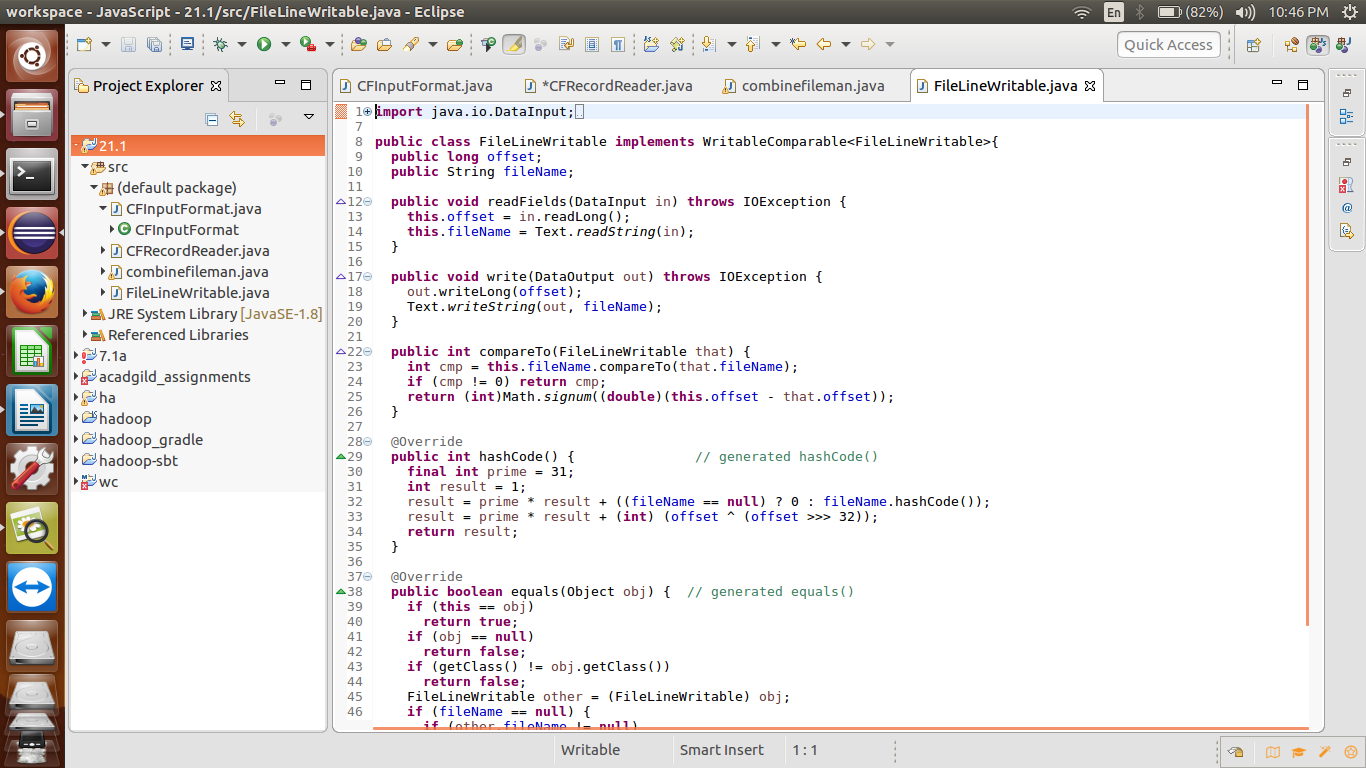 workspace - JavaScript - 21.1/src/FileLineWritable.java - Eclipse
En
(82%)
10:46 PM
Quick Access
Project Explorer
CFInputFormat.java
*CFRecordReader.java
combinefileman.java
FileLineWritable.java
21.1
src
(default package)
CFInputFormat.java
CFInputFormat
CFRecordReader.java
combinefileman.java
FileLineWritable.java
JRE System Library [JavaSE-1.8]
Referenced Libraries
7.1a
acadgild_assignments
ha
hadoop
hadoop_gradle
hadoop-sbt
wc
1 import java.io.DataInput;
7
8 public class FileLineWritable implements WritableComparable<FileLineWritable>{
9   public long offset;
10   public String fileName;
11
12   public void readFields(DataInput in) throws IOException {
13     this.offset = in.readLong();
14     this.fileName = Text.readString(in);
15   }
16
17   public void write(DataOutput out) throws IOException {
18     out.writeLong(offset);
19     Text.writeString(out, fileName);
20   }
21
22   public int compareTo(FileLineWritable that) {
23     int cmp = this.fileName.compareTo(that.fileName);
24     if (cmp != 0) return cmp;
25     return (int)Math.signum((double)(this.offset - that.offset));
26   }
27
28   @Override
29   public int hashCode() {               // generated hashCode()
30     final int prime = 31;
31     int result = 1;
32     result = prime * result + ((fileName == null) ? 0 : fileName.hashCode());
33     result = prime * result + (int) (offset ^ (offset >>> 32));
34     return result;
35   }
36
37   @Override
38   public boolean equals(Object obj) {  // generated equals()
39     if (this == obj)
40       return true;
41     if (obj == null)
42       return false;
43     if (getClass() != obj.getClass())
44       return false;
45     FileLineWritable other = (FileLineWritable) obj;
46     if (fileName == null) {
if (other.fileName != null)
Writable
Smart Insert
1 : 1